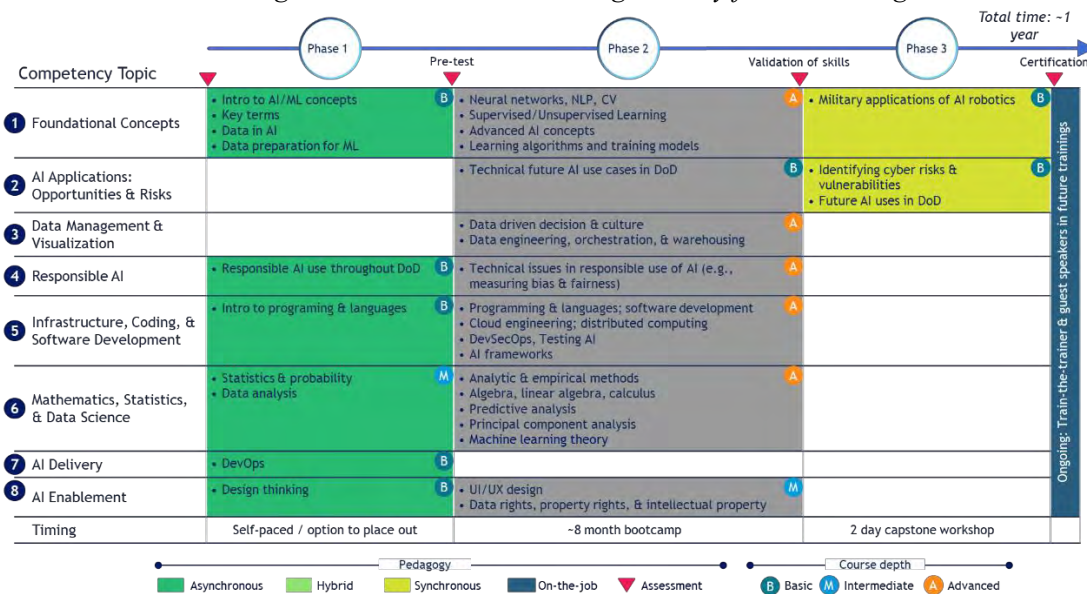 Total time: ~1
year
Phase 1
Phase 2
Phase 3
Competency Topic
Pre-test
Validation of skills
Certification
1 Foundational Concepts
• Intro to AI/ML concepts
• Key terms
• Data in AI
• Data preparation for ML
B
• Neural networks, NLP, CV
• Supervised/Unsupervised Learning
• Advanced AI concepts
• Learning algorithms and training models
A
• Military applications of AI robotics
B
2 AI Applications:
Opportunities & Risks
• Technical future AI use cases in DoD
B
• Identifying cyber risks &
vulnerabilities
• Future AI uses in DoD
B
3 Data Management &
Visualization
• Data driven decision & culture
• Data engineering, orchestration, & warehousing
A
4 Responsible AI
• Responsible AI use throughout DoD
B
• Technical issues in responsible use of AI (e.g.,
measuring bias & fairness)
A
5 Infrastructure, Coding, &
Software Development
• Intro to programing & languages
B
• Programming & languages; software development
• Cloud engineering; distributed computing
• DevSecOps, Testing AI
• AI frameworks
A
6 Mathematics, Statistics,
& Data Science
• Statistics & probability
• Data analysis
M
• Analytic & empirical methods
• Algebra, linear algebra, calculus
• Predictive analysis
• Principal component analysis
• Machine learning theory
A
7 AI Delivery
• DevOps
B
8 AI Enablement
• Design thinking
B
• UI/UX design
• Data rights, property rights, & intellectual property
M
Ongoing: Train-the-trainer & guest speakers in future trainings
Timing
Self-paced / option to place out
~8 month bootcamp
2 day capstone workshop
Pedagogy
Course depth
Asynchronous
Hybrid
Synchronous
On-the-job
Assessment
B Basic
M Intermediate
A Advanced